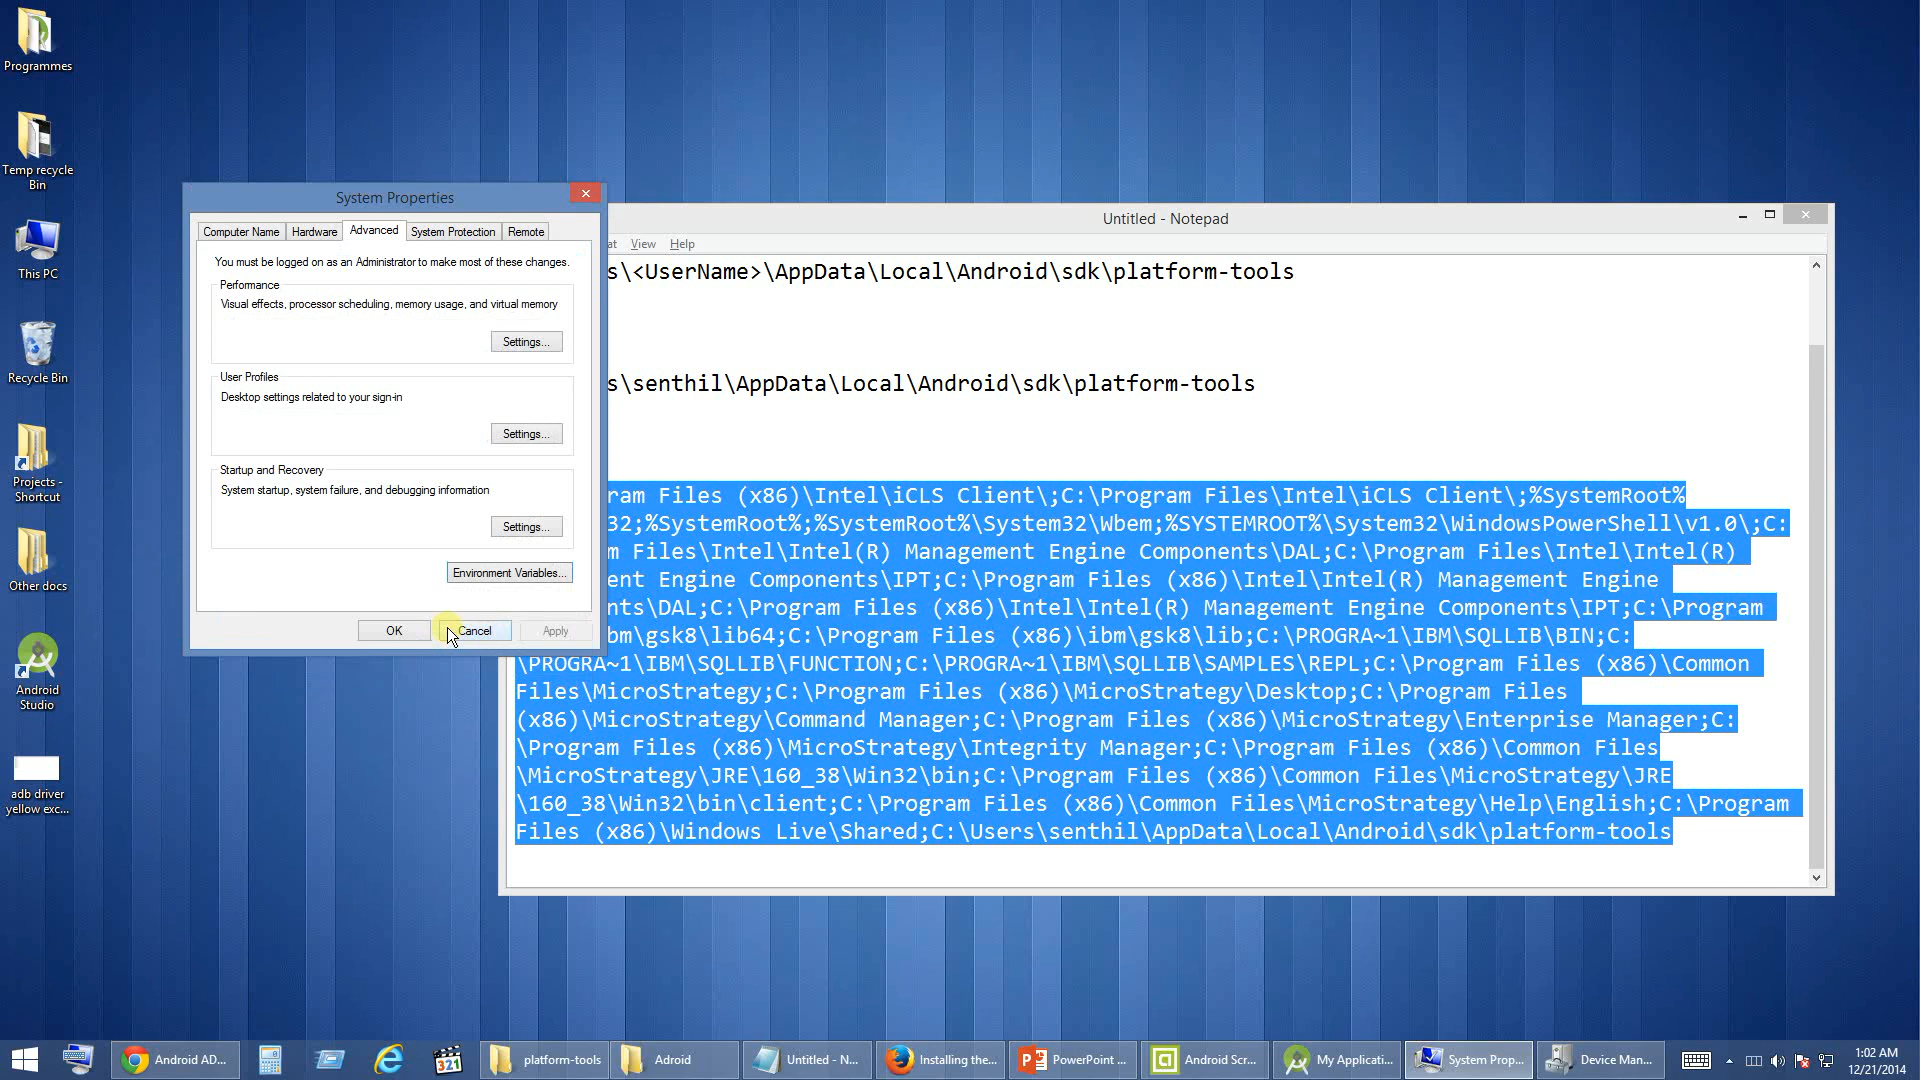 Programmes
Temp recycle
Bin
This PC
Recycle Bin
Projects -
Shortcut
Other docs
Android
Studio
adb driver
yellow exc...
System Properties
Computer Name
Hardware
Advanced
System Protection
Remote
You must be logged on as an Administrator to make most of these changes.
Performance
Visual effects, processor scheduling, memory usage, and virtual memory
Settings...
User Profiles
Desktop settings related to your sign-in
Settings...
Startup and Recovery
System startup, system failure, and debugging information
Settings...
Environment Variables...
OK
Cancel
Apply
Untitled - Notepad
at View Help
s\<UserName>\AppData\Local\Android\sdk\platform-tools
s\senthil\AppData\Local\Android\sdk\platform-tools
ram Files (x86)\Intel\iCLS Client\;C:\Program Files\Intel\iCLS Client\;%SystemRoot%
32;%SystemRoot%;%SystemRoot%\System32\Wbem;%SYSTEMROOT%\System32\WindowsPowerShell\v1.0\;C:
m Files\Intel\Intel(R) Management Engine Components\DAL;C:\Program Files\Intel\Intel(R)
ent Engine Components\IPT;C:\Program Files (x86)\Intel\Intel(R) Management Engine
nts\DAL;C:\Program Files (x86)\Intel\Intel(R) Management Engine Components\IPT;C:\Program
bm\gsk8\lib64;C:\Program Files (x86)\ibm\gsk8\lib;C:\PROGRA~1\IBM\SQLLIB\BIN;C:
\PROGRA~1\IBM\SQLLIB\FUNCTION;C:\PROGRA~1\IBM\SQLLIB\SAMPLES\REPL;C:\Program Files (x86)\Common
Files\MicroStrategy;C:\Program Files (x86)\MicroStrategy\Desktop;C:\Program Files
(x86)\MicroStrategy\Command Manager;C:\Program Files (x86)\MicroStrategy\Enterprise Manager;C:
\Program Files (x86)\MicroStrategy\Integrity Manager;C:\Program Files (x86)\Common Files
\MicroStrategy\JRE\160_38\Win32\bin;C:\Program Files (x86)\Common Files\MicroStrategy\JRE
\160_38\Win32\bin\client;C:\Program Files (x86)\Common Files\MicroStrategy\Help\English;C:\Program
Files (x86)\Windows Live\Shared;C:\Users\senthil\AppData\Local\Android\sdk\platform-tools
Android AD...
321
platform-tools
Adroid
Untitled - N...
Installing the...
PowerPoint ...
Android Scr...
My Applicati...
System Prop...
Device Man...
1:02 AM
12/21/2014